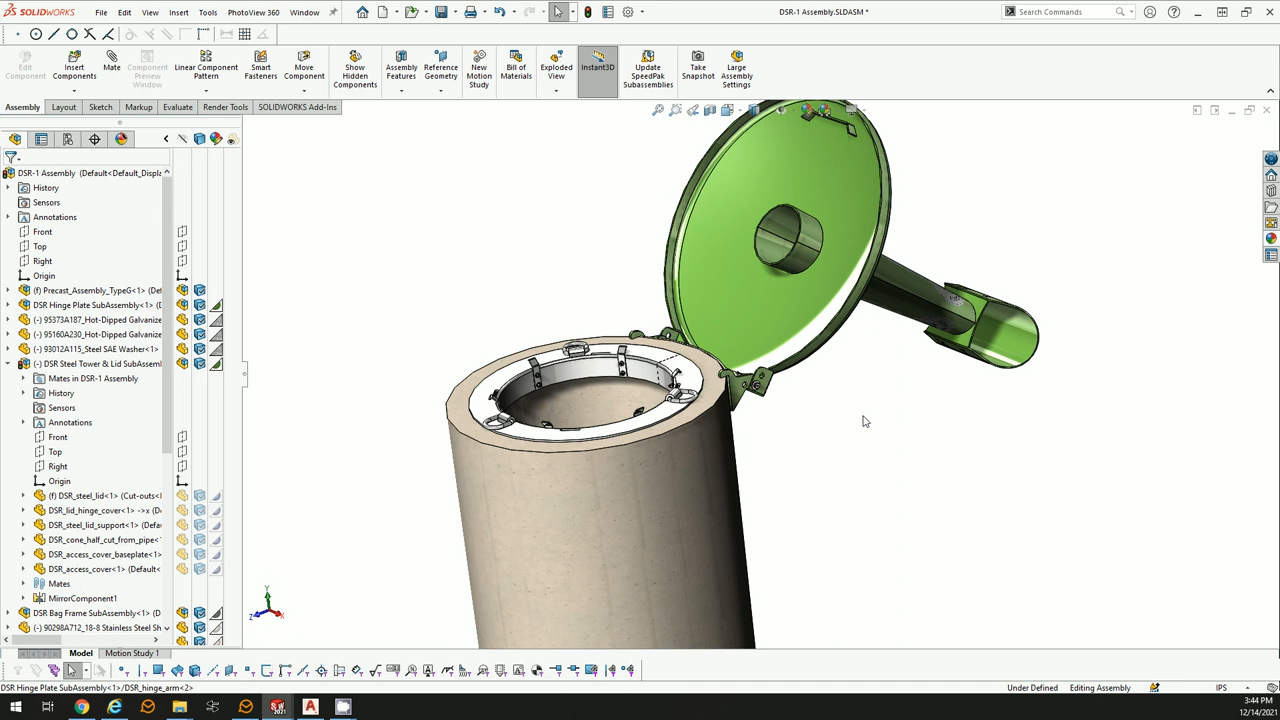 SOLIDWORKS File Edit View Insert Tools PhotoView 360 Window DSR-1 Assembly.SLDASM * Search Commands
Edit Component
Insert Components
Mate
Component Preview Window
Linear Component Pattern
Smart Fasteners
Move Component
Show Hidden Components
Assembly Features
Reference Geometry
New Motion Study
Bill of Materials
Exploded View
Instant3D
Update SpeedPak Subassemblies
Take Snapshot
Large Assembly Settings
Assembly Layout Sketch Markup Evaluate Render Tools SOLIDWORKS Add-Ins
DSR-1 Assembly (Default<Default_Displa
History
Sensors
Annotations
Front
Top
Right
Origin
(f) Precast_Assembly_TypeG<1> (Def
DSR Hinge Plate SubAssembly<1> (D
(-) 95373A187_Hot-Dipped Galvanize
(-) 95160A230_Hot-Dipped Galvanize
(-) 93012A115_Steel SAE Washer<1>
(-) DSR Steel Tower & Lid SubAssemb
Mates in DSR-1 Assembly
History
Sensors
Annotations
Front
Top
Right
Origin
(f) DSR_steel_lid<1> (Cut-outs<
DSR_lid_hinge_cover<1> ->x (D
DSR_steel_lid_support<1> (Defa
DSR_cone_half_cut_from_pipe<1
DSR_access_cover_baseplate<1>
DSR_access_cover<1> (Default<
Mates
MirrorComponent1
DSR Bag Frame SubAssembly<1> (D
(-) 90298A712_18-8 Stainless Steel Sh
Y
Z
X
Model Motion Study 1
DSR Hinge Plate SubAssembly<1>/DSR_hinge_arm<2> Under Defined Editing Assembly IPS
3:44 PM
12/14/2021